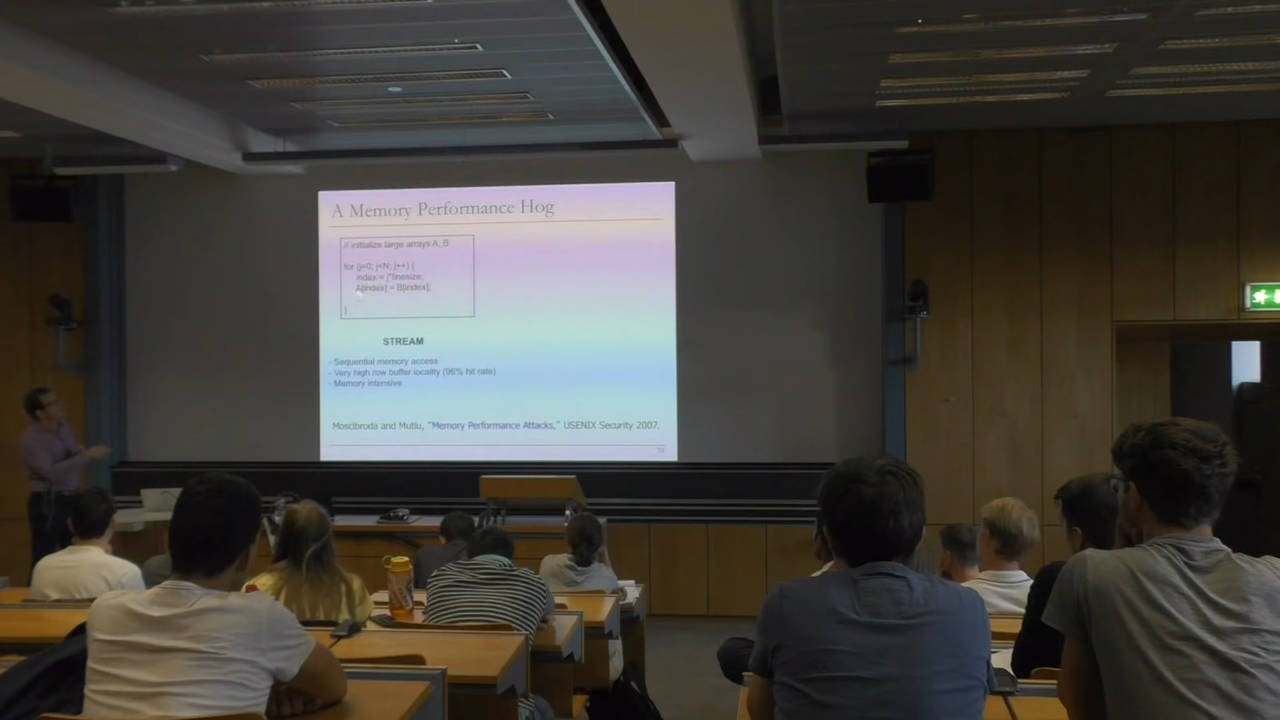 A Memory Performance Hog
// initialize large arrays A, B
for (j=0; j<N; j++) {
index = j*linesize;
A[index] = B[index];
…
}
STREAM
- Sequential memory access
- Very high row buffer locality (96% hit rate)
- Memory intensive
Moscibroda and Mutlu, "Memory Performance Attacks," USENIX Security 2007.